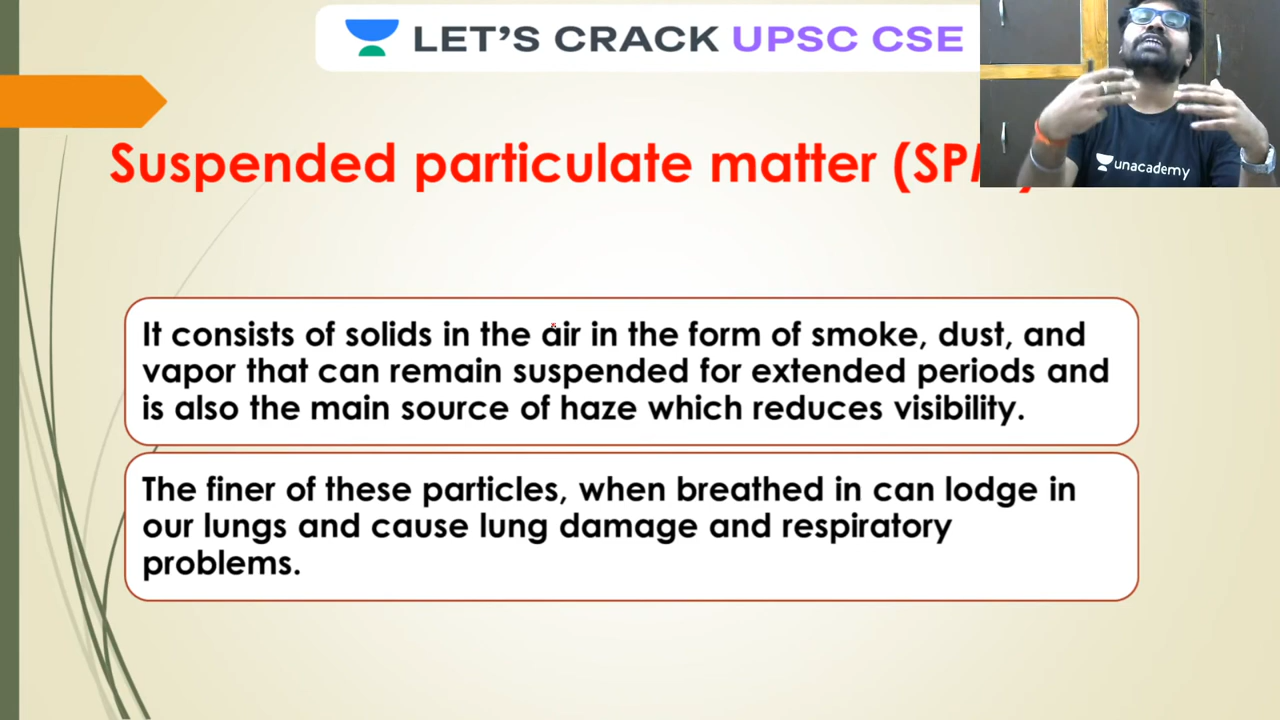 LET'S CRACK UPSC CSE
Suspended particulate matter
unacademy
It consists of solids in the air in the form of smoke, dust, and
vapor that can remain suspended for extended periods and
is also the main source of haze which reduces visibility.
The finer of these particles, when breathed in can lodge in
our lungs and cause lung damage and respiratory
problems.